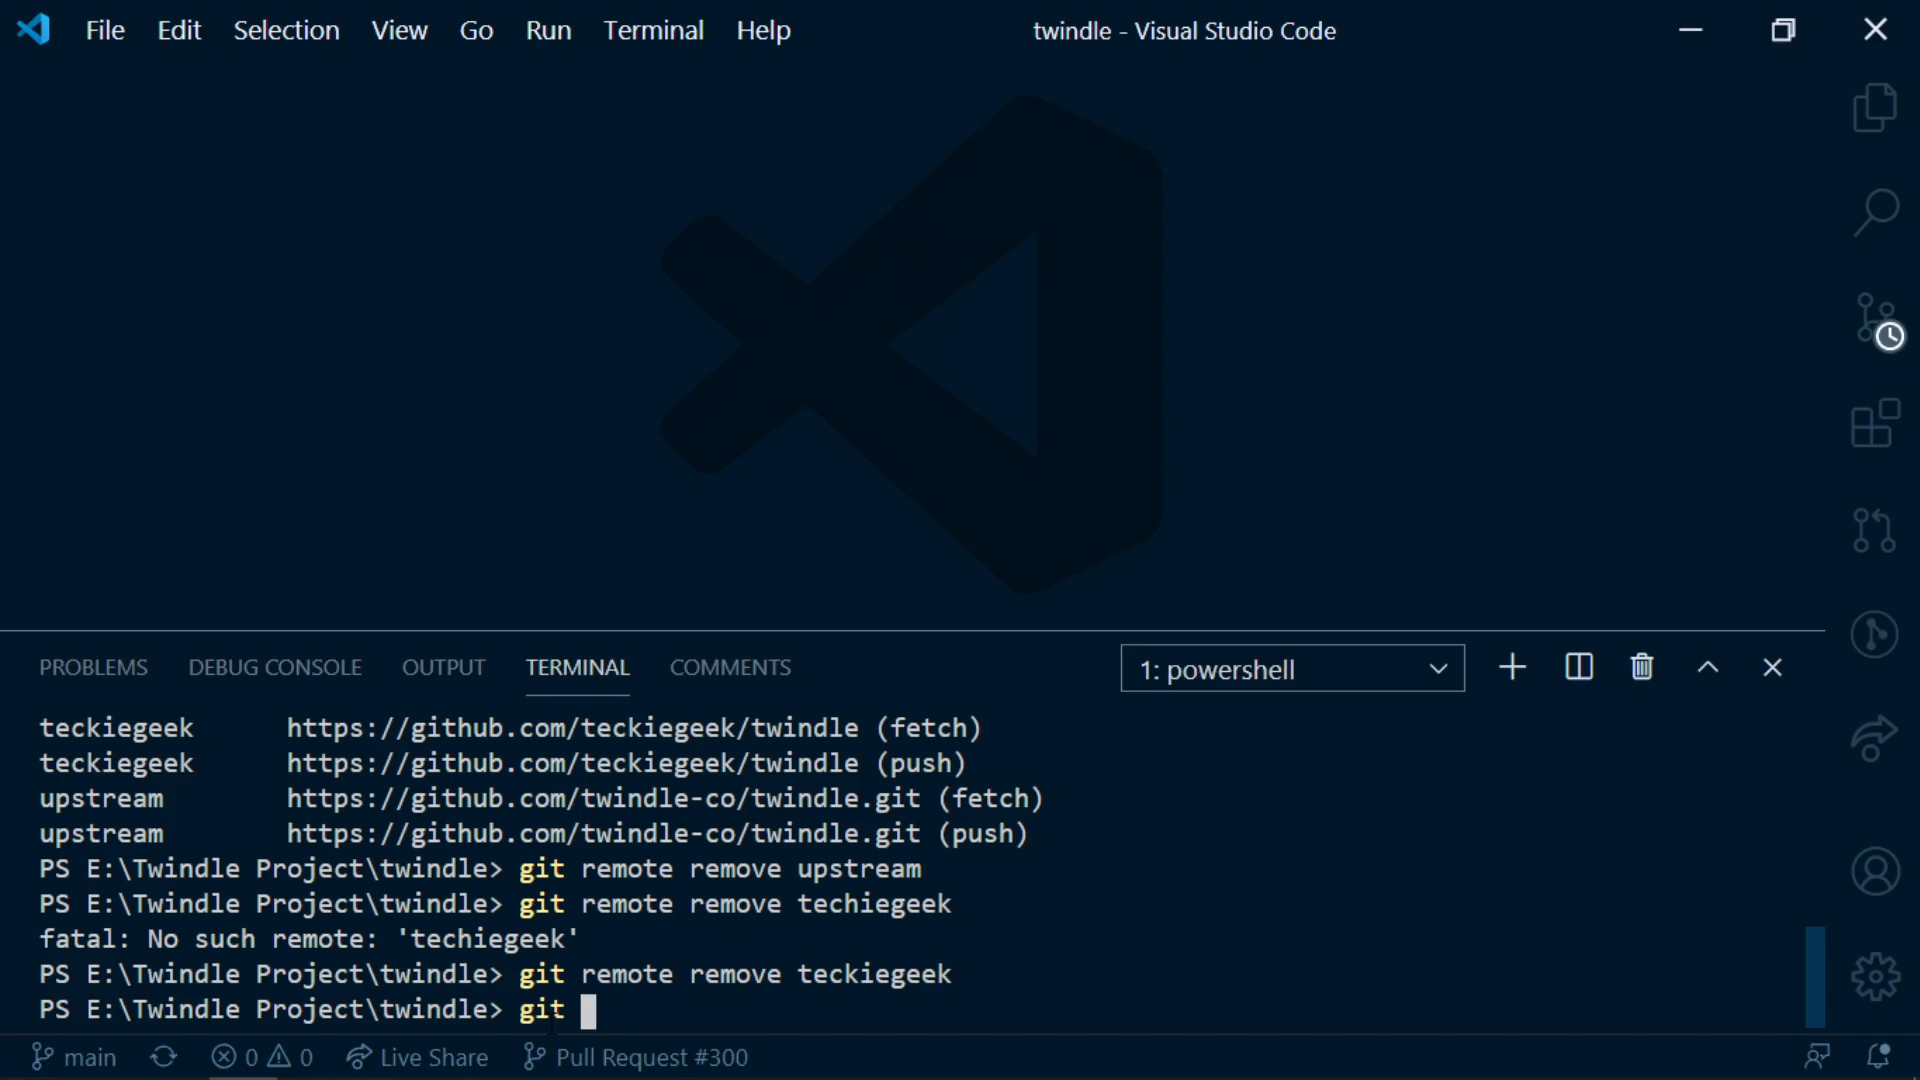 File Edit Selection View Go Run Terminal Help twindle - Visual Studio Code
PROBLEMS DEBUG CONSOLE OUTPUT TERMINAL COMMENTS 1: powershell
teckiegeek https://github.com/teckiegeek/twindle (fetch)
teckiegeek https://github.com/teckiegeek/twindle (push)
upstream https://github.com/twindle-co/twindle.git (fetch)
upstream https://github.com/twindle-co/twindle.git (push)
PS E:\Twindle Project\twindle> git remote remove upstream
PS E:\Twindle Project\twindle> git remote remove techiegeek
fatal: No such remote: 'techiegeek'
PS E:\Twindle Project\twindle> git remote remove teckiegeek
PS E:\Twindle Project\twindle> git
main 0 0 Live Share Pull Request #300